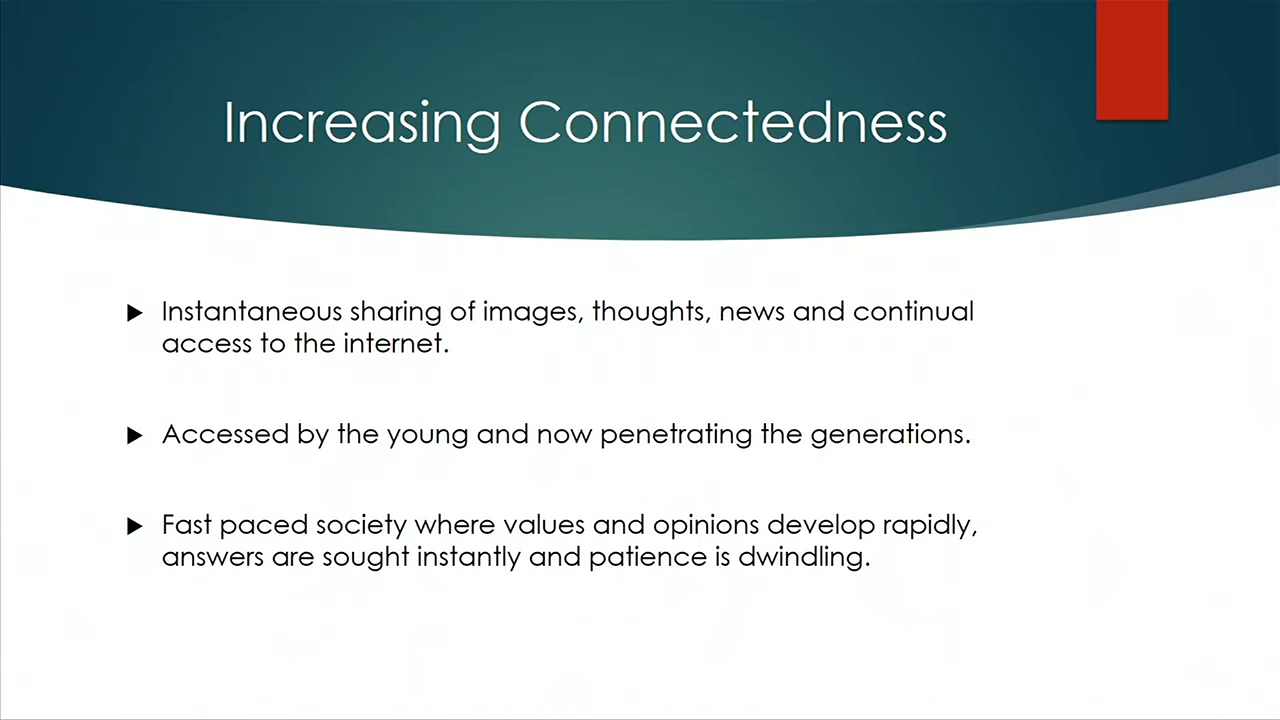 Increasing Connectedness
Instantaneous sharing of images, thoughts, news and continual
access to the internet.
Accessed by the young and now penetrating the generations.
Fast paced society where values and opinions develop rapidly,
answers are sought instantly and patience is dwindling.